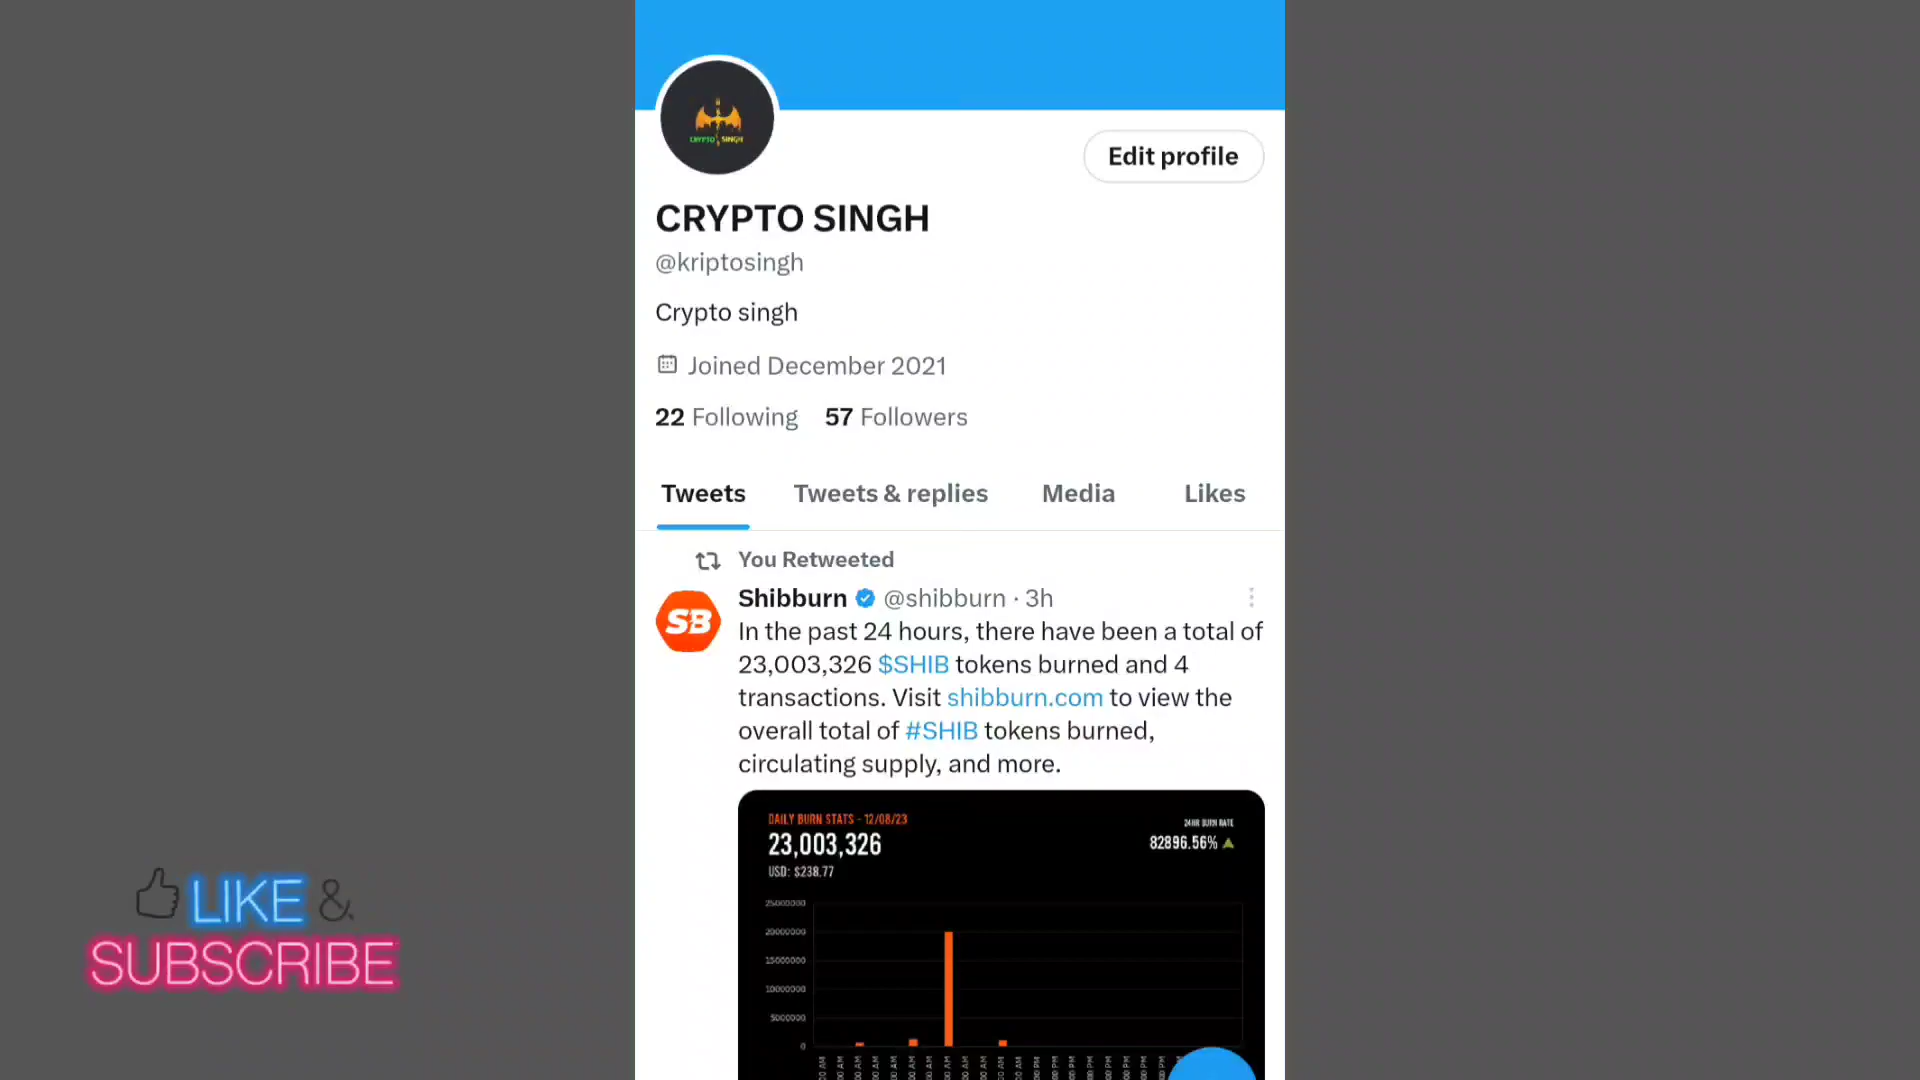 CRYPTO SINGH
Edit profile
CRYPTO SINGH
@kriptosingh
Crypto singh
Joined December 2021
22 Following 57 Followers
Tweets Tweets & replies Media Likes
You Retweeted
SB Shibburn @shibburn · 3h
In the past 24 hours, there have been a total of
23,003,326 $SHIB tokens burned and 4
transactions. Visit shibburn.com to view the
overall total of #SHIB tokens burned,
circulating supply, and more.
DAILY BURN STATS - 12/08/23
23,003,326
USD: $238.77
24HR BURN RATE
82896.56%
25000000
20000000
15000000
10000000
5000000
0
LIKE &
SUBSCRIBE